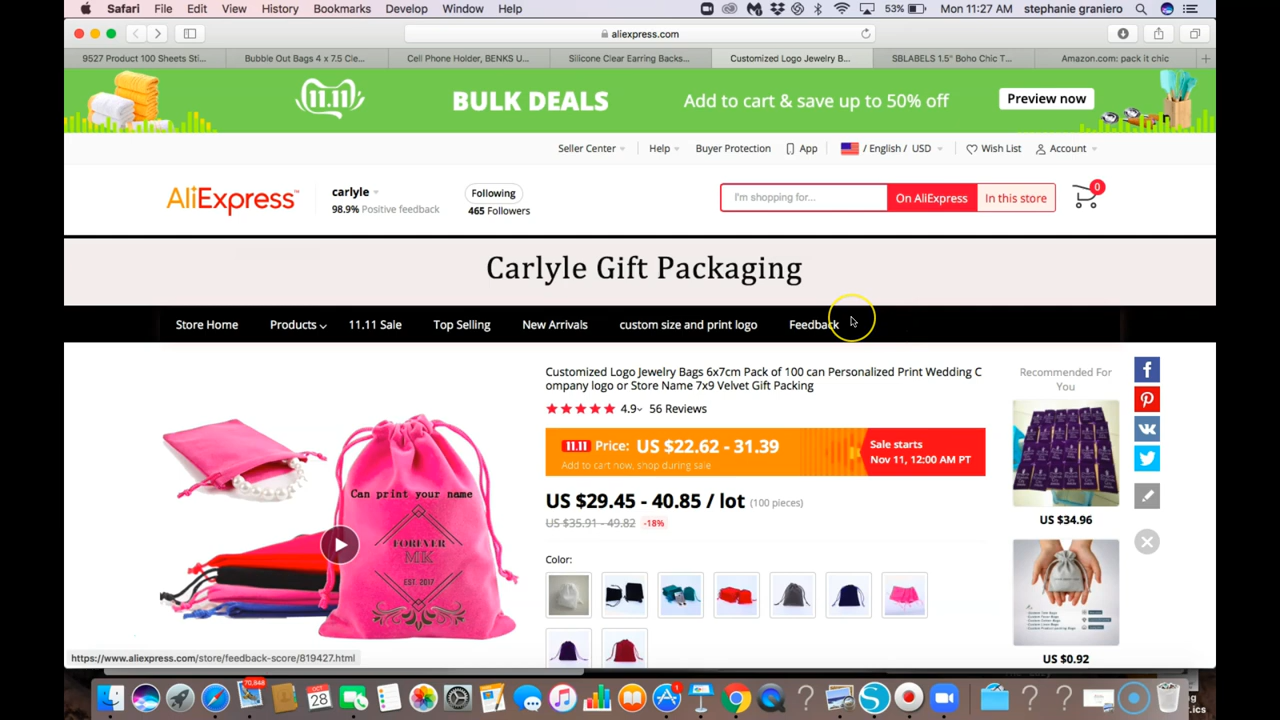 Safari File Edit View History Bookmarks Develop Window Help 53% Mon 11:27 AM stephanie graniero
aliexpress.com
9527 Product 100 Sheets Sti... Bubble Out Bags 4 x 7.5 Cle... Cell Phone Holder, BENKS U... Silicone Clear Earring Backs... Customized Logo Jewelry B... SBLABELS 1.5" Boho Chic T... Amazon.com: pack it chic
11.11 BULK DEALS Add to cart & save up to 50% off Preview now
Seller Center Help Buyer Protection App / English / USD Wish List Account
AliExpress™ carlyle 98.9% Positive feedback Following 465 Followers I'm shopping for... On AliExpress In this store 0
Carlyle Gift Packaging
Store Home Products 11.11 Sale Top Selling New Arrivals custom size and print logo Feedback
Customized Logo Jewelry Bags 6x7cm Pack of 100 can Personalized Print Wedding C
ompany logo or Store Name 7x9 Velvet Gift Packing
4.9 56 Reviews
11.11 Price: US $22.62 - 31.39
Add to cart now, shop during sale
Sale starts
Nov 11, 12:00 AM PT
US $29.45 - 40.85 / lot (100 pieces)
US $35.91 - 49.82 -18%
Color:
Can print your name
FOREVER
MK
EST. 2017
Recommended For
You
US $34.96
US $0.92
https://www.aliexpress.com/store/feedback-score/819427.html
70,848
OCT
28
1